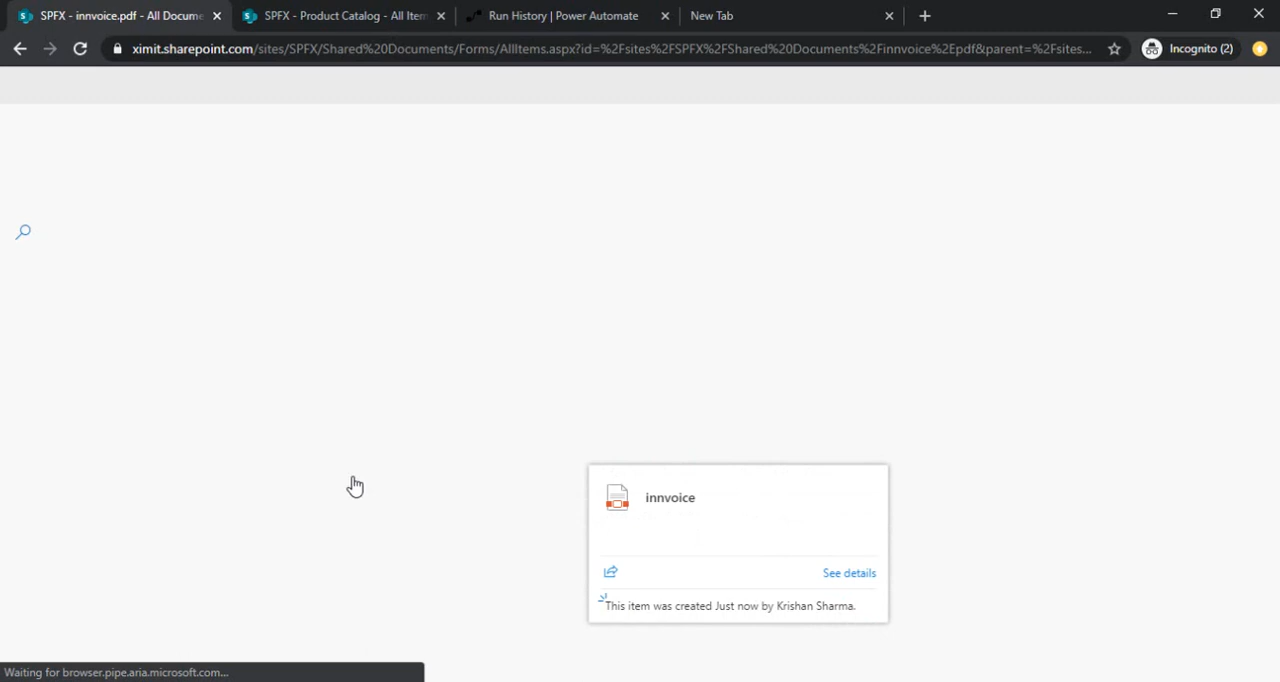 SPFX - innvoice.pdf - All Docume
SPFX - Product Catalog - All Item
Run History | Power Automate
New Tab
ximit.sharepoint.com/sites/SPFX/Shared%20Documents/Forms/AllItems.aspx?id=%2Fsites%2FSPFX%2FShared%20Documents%2Finnvoice%2Epdf&parent=%2Fsites...
Incognito (2)
innvoice
See details
This item was created Just now by Krishan Sharma.
Waiting for browser.pipe.aria.microsoft.com...